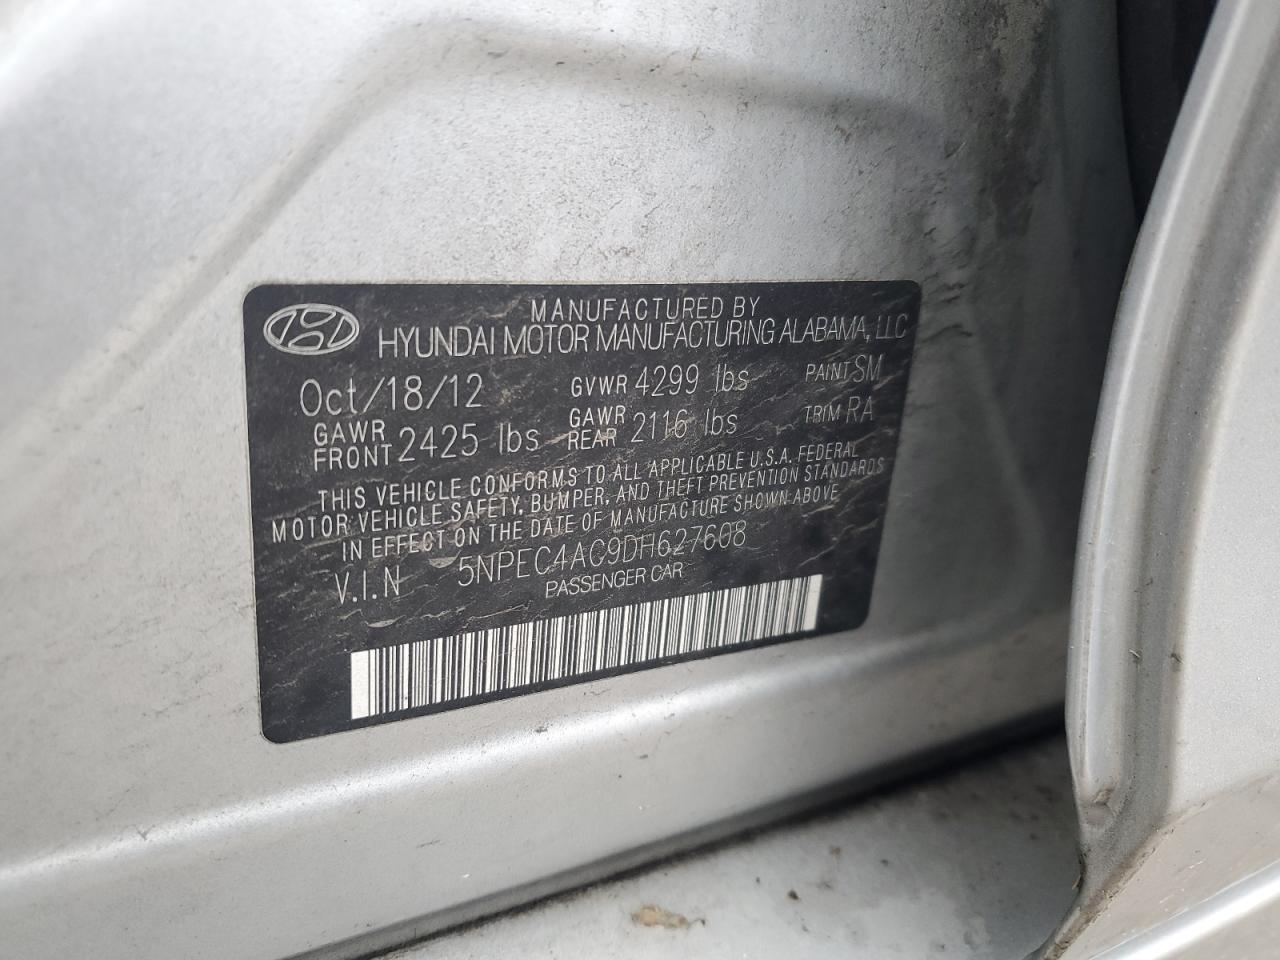 MANUFACTURED BY
HYUNDAI MOTOR MANUFACTURING ALABAMA, LLC
Oct/18/12 GVWR 4299 lbs PAINT SM
GAWR FRONT 2425 lbs GAWR REAR 2116 lbs TRIM RA
THIS VEHICLE CONFORMS TO ALL APPLICABLE U.S.A. FEDERAL
MOTOR VEHICLE SAFETY, BUMPER, AND THEFT PREVENTION STANDARDS
IN EFFECT ON THE DATE OF MANUFACTURE SHOWN ABOVE
V.I.N 5NPEC4AC9DH627608
PASSENGER CAR